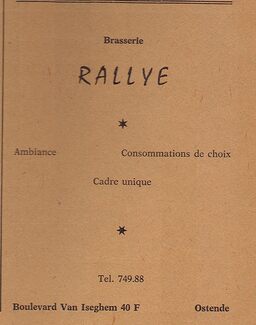 Brasserie
RALLYE
Ambiance Consommations de choix
Cadre unique
Tel. 749.88
Boulevard Van Iseghem 40 F Ostende